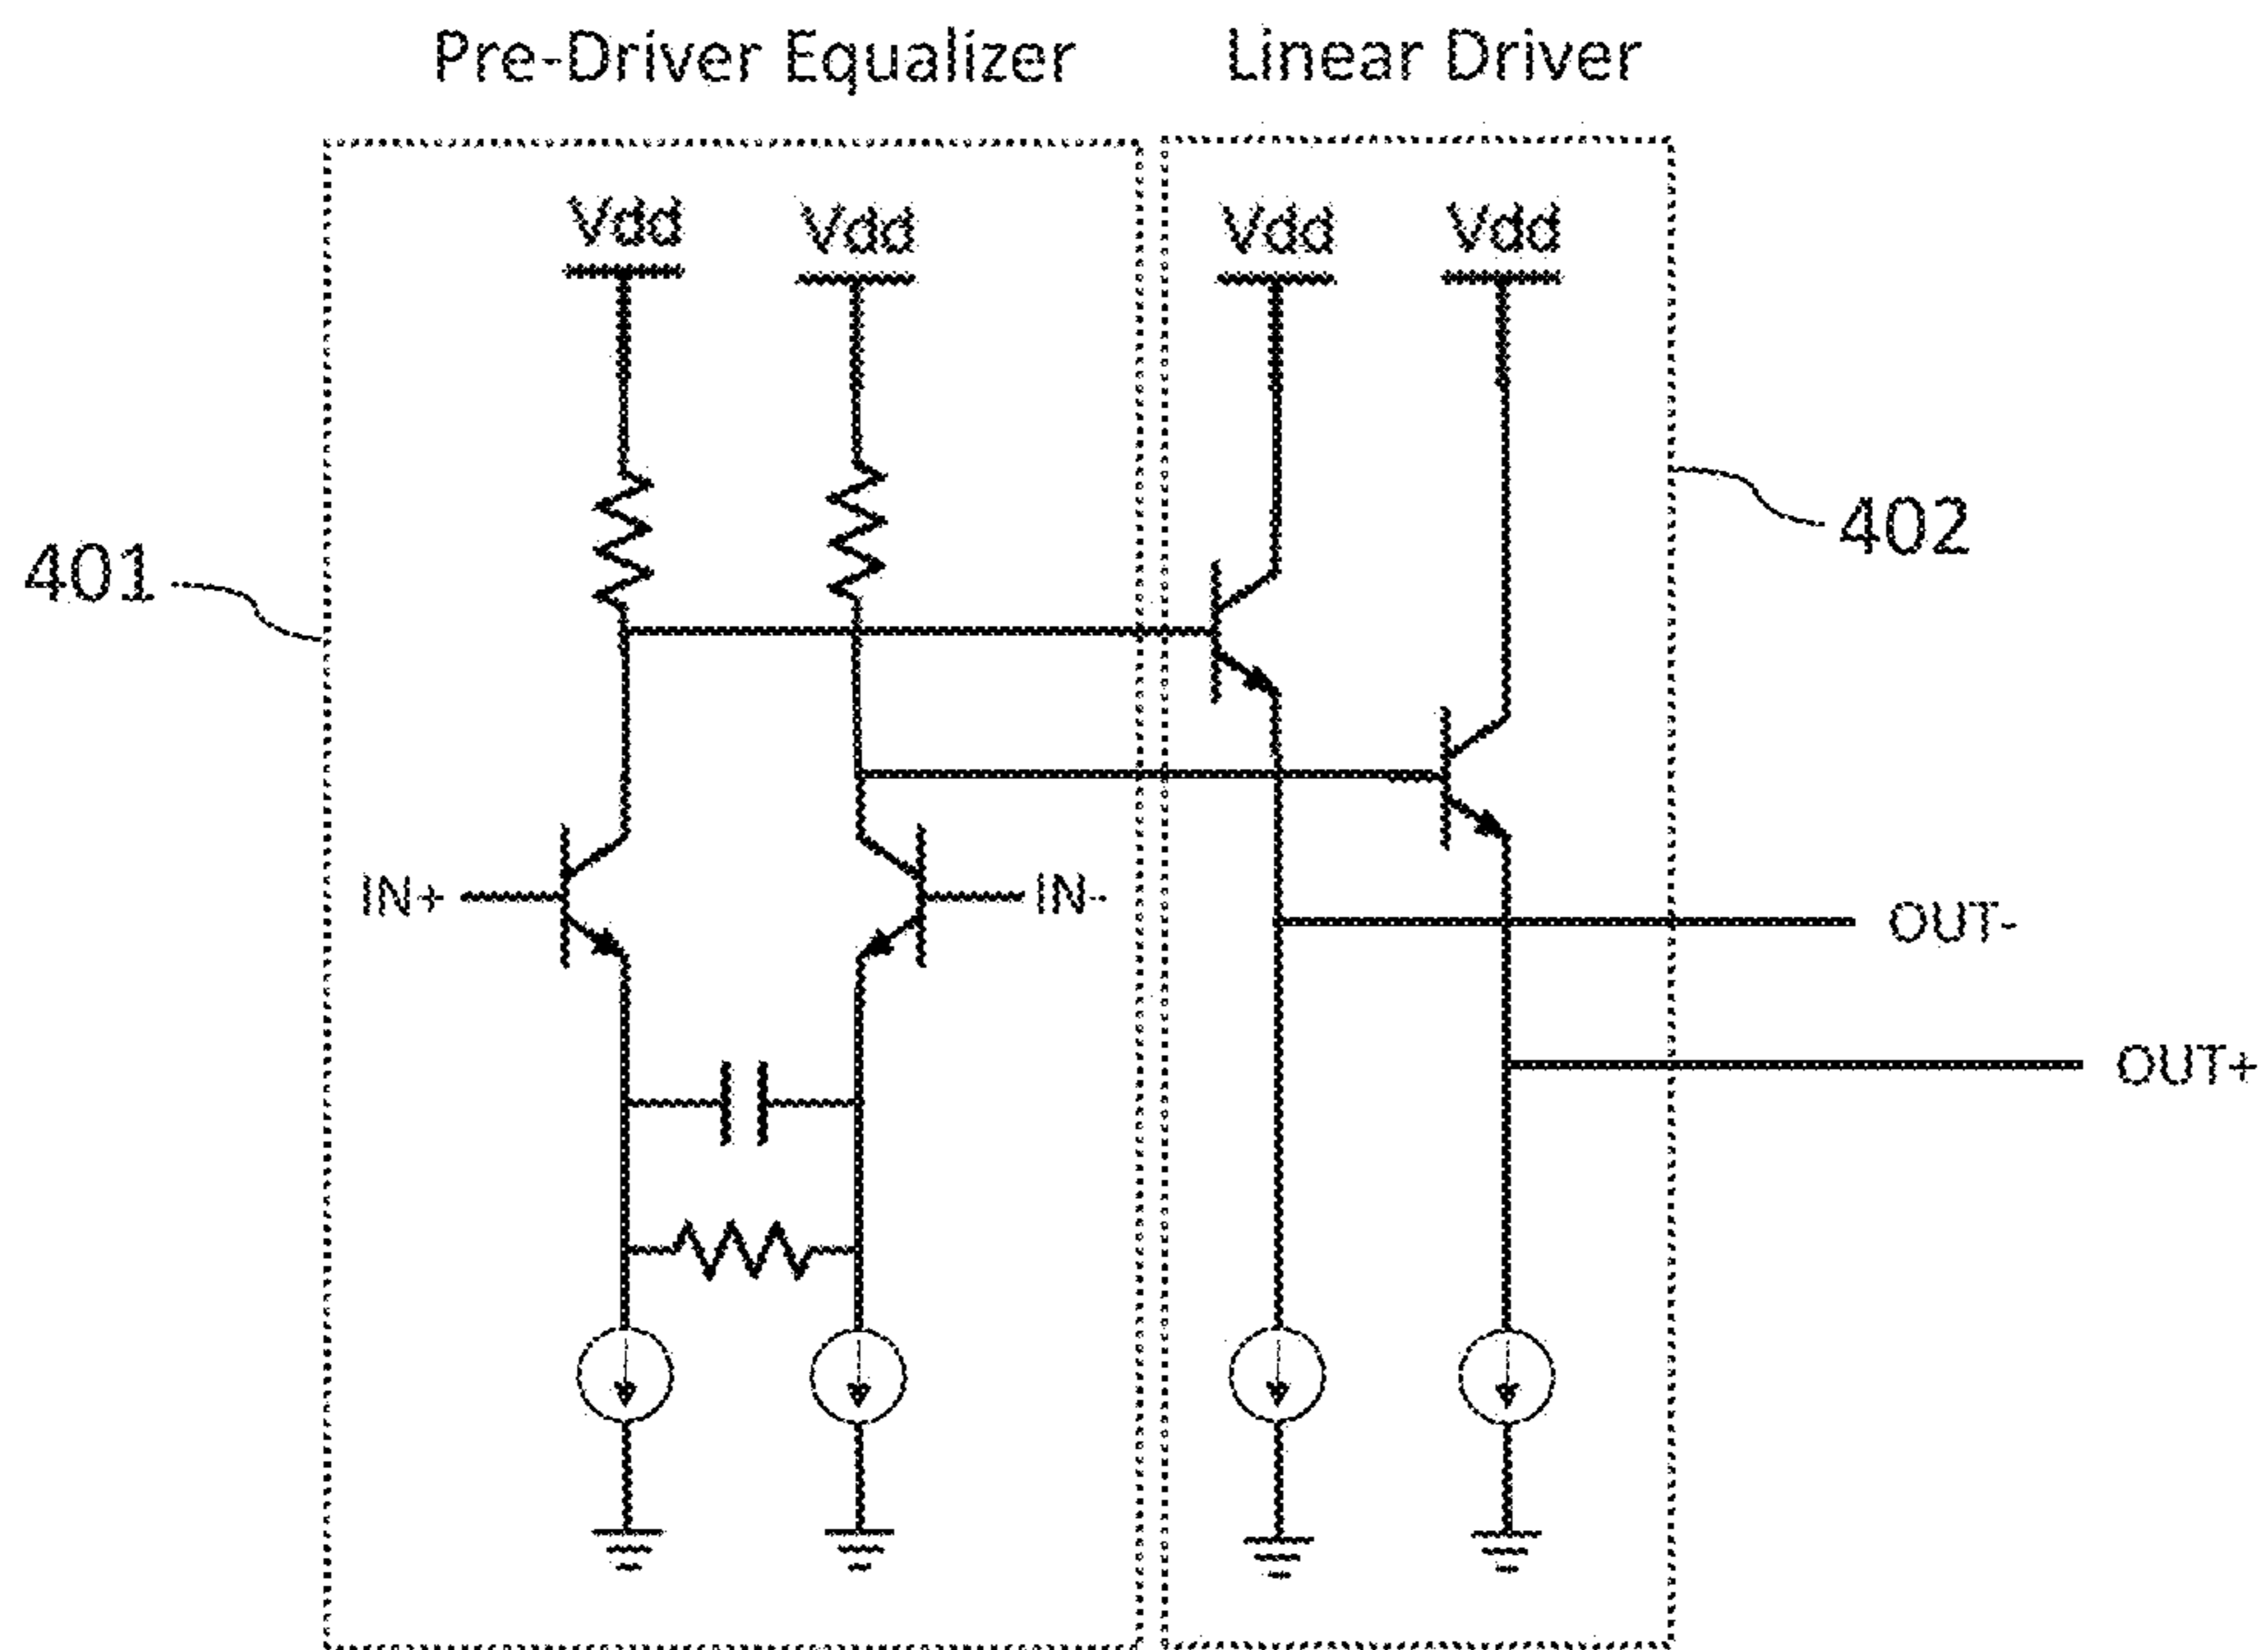 Pre-Driver Equalizer
Linear Driver
Vdd
Vdd
Vdd
Vdd
401
402
IN+
IN-
OUT-
OUT+